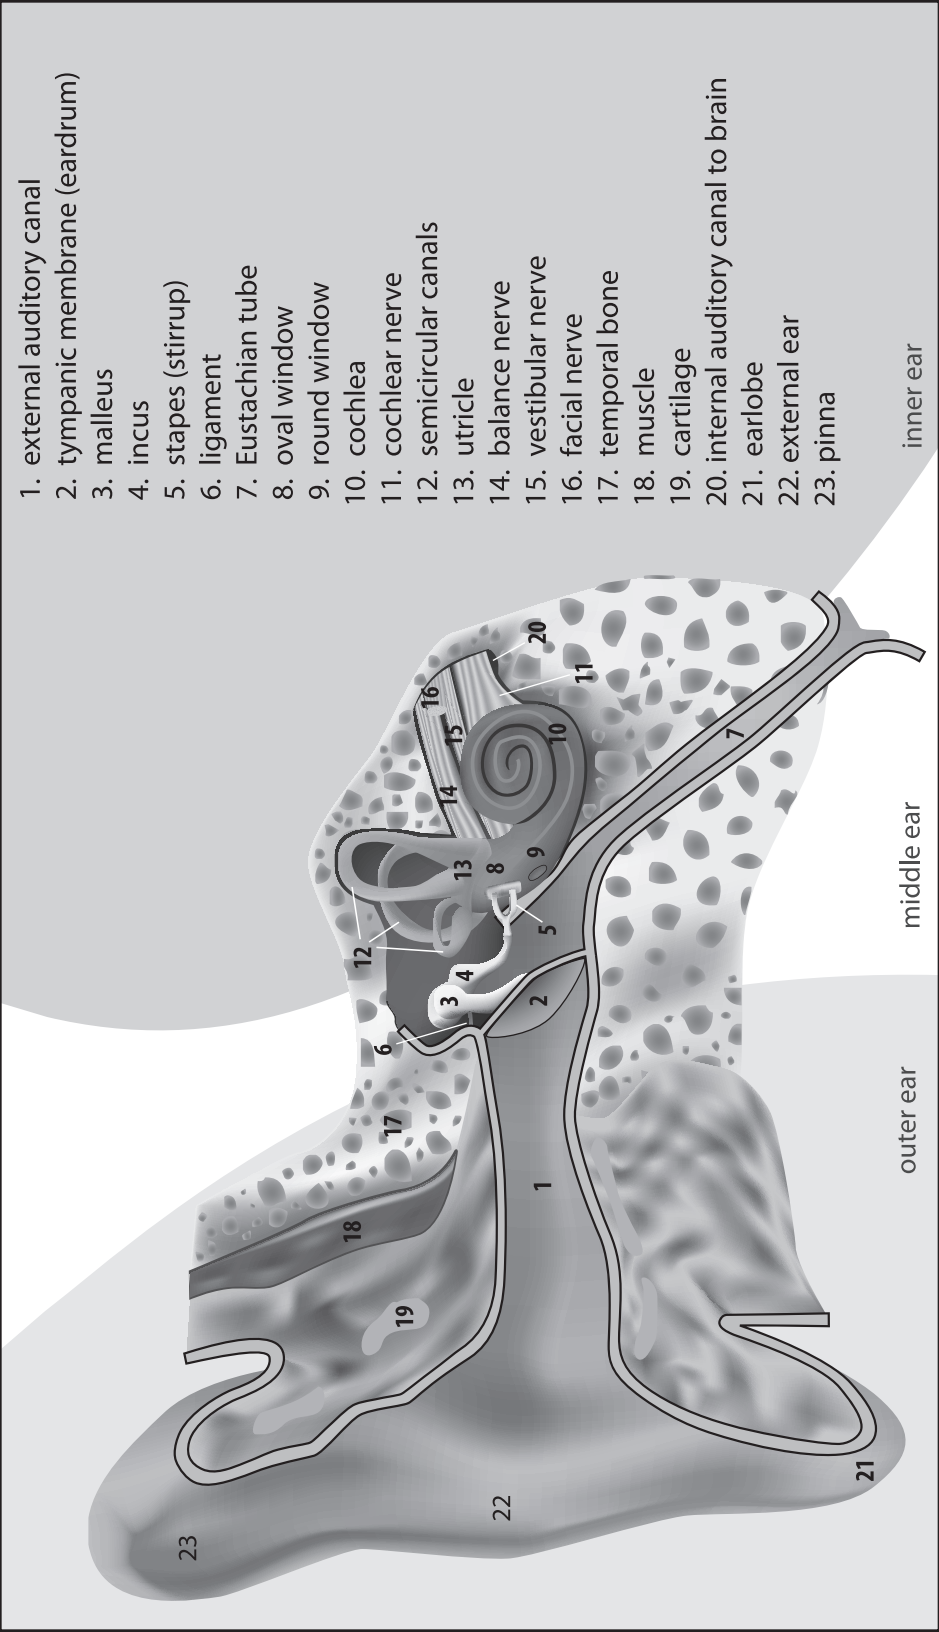 1. external auditory canal
2. tympanic membrane (eardrum)
3. malleus
4. incus
5. stapes (stirrup)
6. ligament
7. Eustachian tube
8. oval window
9. round window
10. cochlea
11. cochlear nerve
12. semicircular canals
13. utricle
14. balance nerve
15. vestibular nerve
16. facial nerve
17. temporal bone
18. muscle
19. cartilage
20. internal auditory canal to brain
21. earlobe
22. external ear
23. pinna
23
22
21
19
18
17
1
6
12
3
4
2
5
13
8
9
14
15
16
10
11
20
7
outer ear
middle ear
inner ear